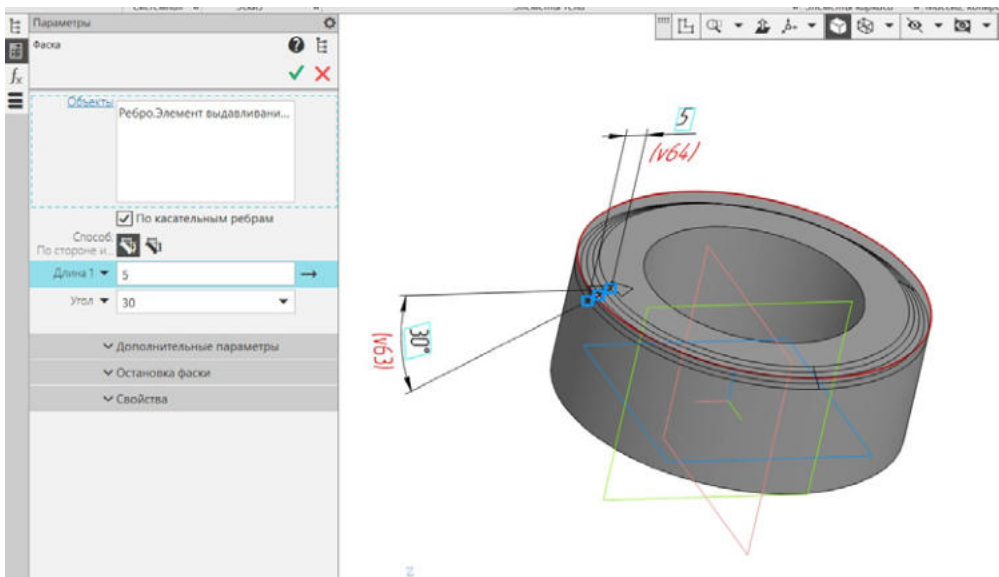 Параметры
Фаска
Объекты
Ребро.Элемент выдавливани...
По касательным ребрам
Способ:
По стороне и...
Длина 1
5
Угол
30
Дополнительные параметры
Остановка фаски
Свойства
5
(v64)
30°
(v63)
z